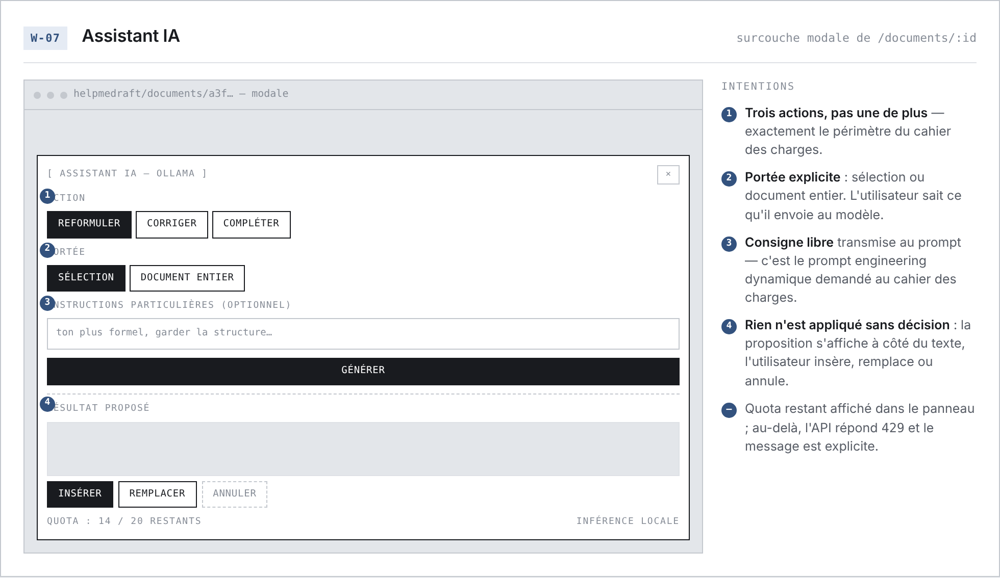 W-07
Assistant IA
surcouche modale de /documents/:id
helpmedraft/documents/a3f… — modale
[ ASSISTANT IA — OLLAMA ]
×
1
CTION
REFORMULER
CORRIGER
COMPLÉTER
2
ORTÉE
SÉLECTION
DOCUMENT ENTIER
3
NSTRUCTIONS PARTICULIÈRES (OPTIONNEL)
ton plus formel, garder la structure…
GÉNÉRER
4
ÉSULTAT PROPOSÉ
INSÉRER
REMPLACER
ANNULER
QUOTA : 14 / 20 RESTANTS
INFÉRENCE LOCALE
INTENTIONS
1
Trois actions, pas une de plus —
exactement le périmètre du cahier
des charges.
2
Portée explicite : sélection ou
document entier. L'utilisateur sait ce
qu'il envoie au modèle.
3
Consigne libre transmise au prompt
— c'est le prompt engineering
dynamique demandé au cahier des
charges.
4
Rien n'est appliqué sans décision : la
proposition s'affiche à côté du texte,
l'utilisateur insère, remplace ou
annule.
–
Quota restant affiché dans le panneau
; au-delà, l'API répond 429 et le
message est explicite.